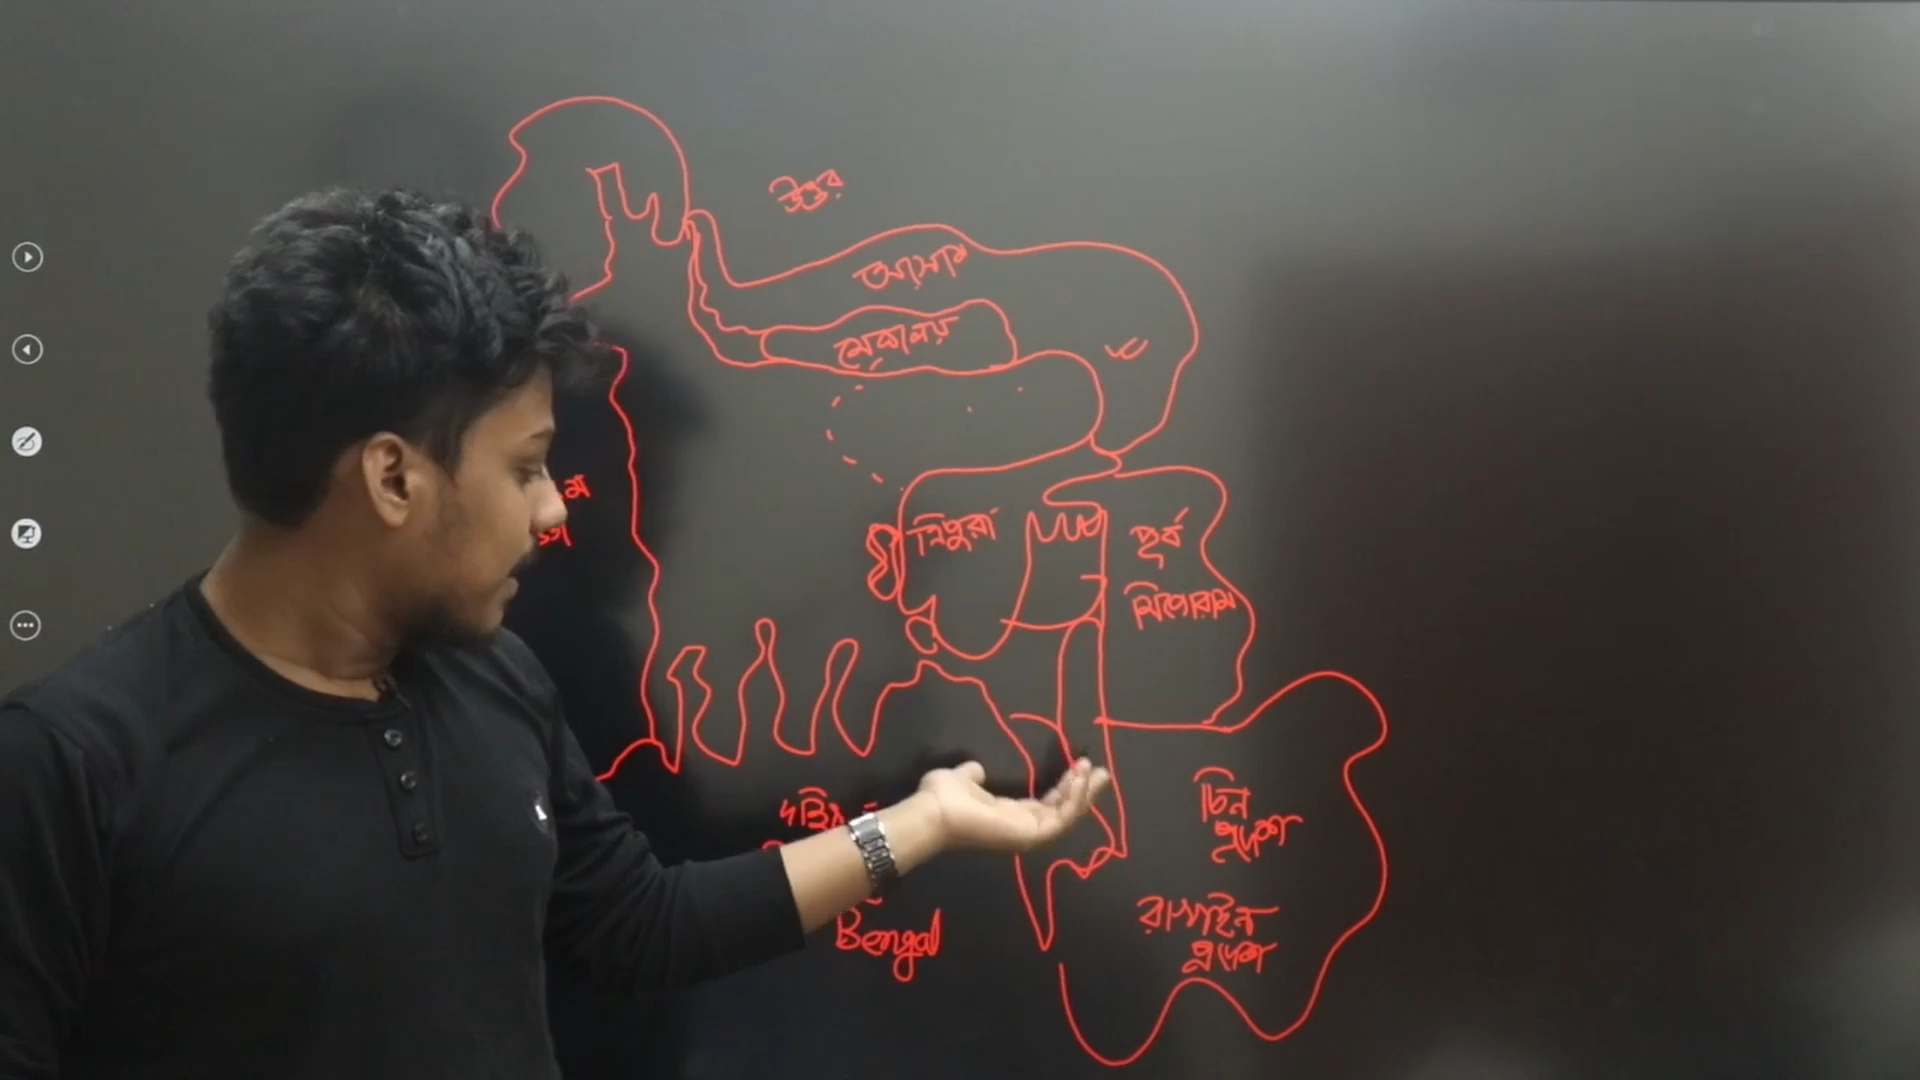 উত্তর
আসাম
মেঘালয়
ত্রিপুরা
পূর্ব
মিজোরাম
চিন
প্রদেশ
রাখাইন
প্রদেশ
Bengal